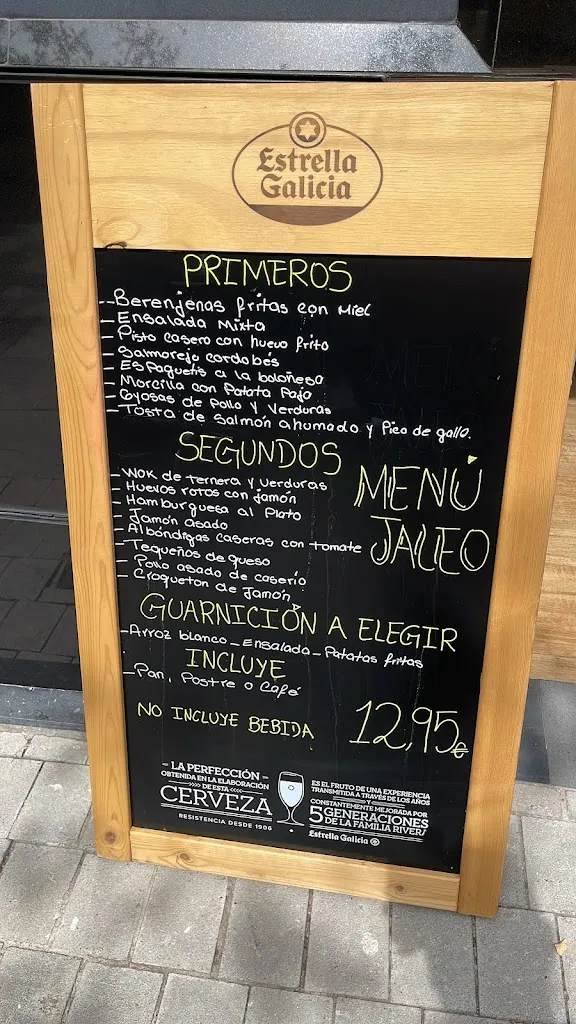 Estrella
Galicia
PRIMEROS
- Berenjenas fritas con Miel
- Ensalada Mixta
- Pisto casero con huevo frito
- Salmorejo cordobés
- Espaguetis a la boloñesa
- Morcilla con Patata Paja
- Gyosas de Pollo y Verduras
- Tosta de Salmón ahumado y Pico de gallo.
SEGUNDOS
- Wok de ternera y verduras
- Huevos rotos con jamón
- Hamburguesa al Plato
- Jamón asado
- Albóndigas caseras con tomate
- Tequeños de queso
- Pollo asado de caserio
- Croqueton de Jamón
MENÚ
JALEO
GUARNICIÓN A ELEGIR
- Arroz blanco - Ensalada - Patatas fritas
INCLUYE
- Pan, Postre o Café
NO INCLUYE BEBIDA
12,95€
- LA PERFECCIÓN -
OBTENIDA EN LA ELABORACIÓN
DE ESTA
CERVEZA
RESISTENCIA DESDE 1906
ES EL FRUTO DE UNA EXPERIENCIA
TRANSMITIDA A TRAVÉS DE LOS AÑOS
Y
CONSTANTEMENTE MEJORADA POR
5 GENERACIONES
DE LA FAMILIA RIVERA
Estrella Galicia